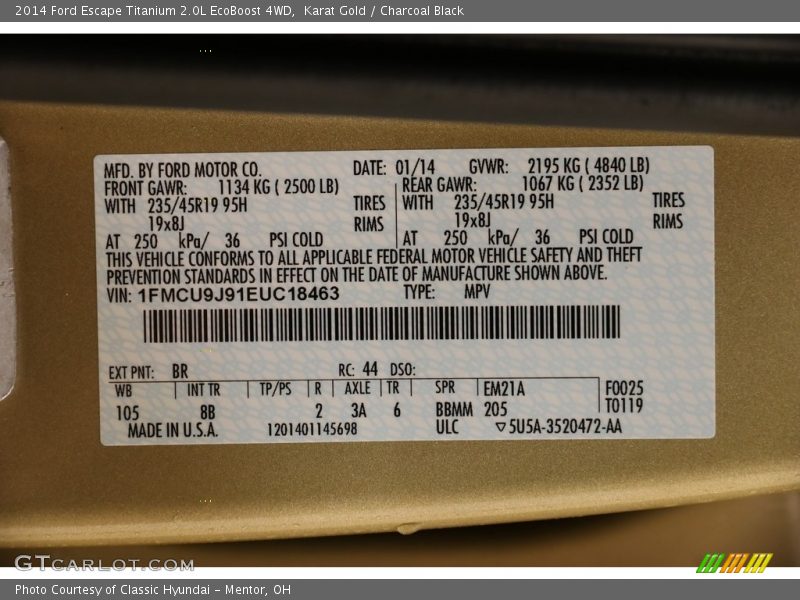 2014 Ford Escape Titanium 2.0L EcoBoost 4WD,  Karat Gold / Charcoal Black
MFD. BY FORD MOTOR CO. DATE: 01/14 GVWR: 2195 KG ( 4840 LB)
FRONT GAWR: 1134 KG ( 2500 LB) REAR GAWR: 1067 KG ( 2352 LB)
WITH 235/45R19 95H TIRES WITH 235/45R19 95H TIRES
19x8J RIMS 19x8J RIMS
AT 250 kPa/ 36 PSI COLD AT 250 kPa/ 36 PSI COLD
THIS VEHICLE CONFORMS TO ALL APPLICABLE FEDERAL MOTOR VEHICLE SAFETY AND THEFT
PREVENTION STANDARDS IN EFFECT ON THE DATE OF MANUFACTURE SHOWN ABOVE.
VIN: 1FMCU9J91EUC18463 TYPE: MPV
EXT PNT: BR RC: 44 DSO:
WB INT TR TP/PS R AXLE TR SPR EM21A F0025
105 8B 2 3A 6 BBMM 205 T0119
MADE IN U.S.A. 1201401145698 ULC ▽5U5A-3520472-AA
GTCARLOT.COM
Photo Courtesy of Classic Hyundai – Mentor, OH